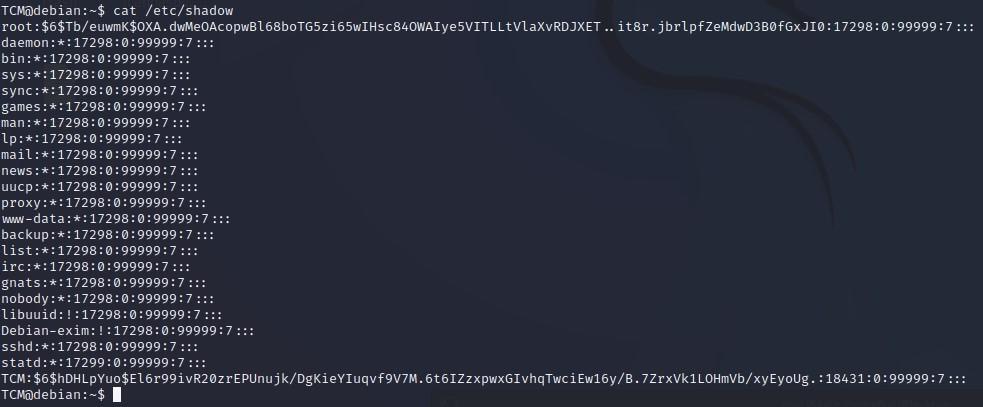 TCM@debian:~$ cat /etc/shadow
root:$6$Tb/euwmK$OXA.dwMeOAcopwBl68boTG5zi65wIHsc84OWAIye5VITLLtVlaXvRDJXET..it8r.jbrlpfZeMdwD3B0fGxJI0:17298:0:99999:7:::
daemon:*:17298:0:99999:7:::
bin:*:17298:0:99999:7:::
sys:*:17298:0:99999:7:::
sync:*:17298:0:99999:7:::
games:*:17298:0:99999:7:::
man:*:17298:0:99999:7:::
lp:*:17298:0:99999:7:::
mail:*:17298:0:99999:7:::
news:*:17298:0:99999:7:::
uucp:*:17298:0:99999:7:::
proxy:*:17298:0:99999:7:::
www-data:*:17298:0:99999:7:::
backup:*:17298:0:99999:7:::
list:*:17298:0:99999:7:::
irc:*:17298:0:99999:7:::
gnats:*:17298:0:99999:7:::
nobody:*:17298:0:99999:7:::
libuuid:!:17298:0:99999:7:::
Debian-exim:!:17298:0:99999:7:::
sshd:*:17298:0:99999:7:::
statd:*:17299:0:99999:7:::
TCM:$6$hDHLpYuo$El6r99ivR20zrEPUnujk/DgKieYIuqvf9V7M.6t6IZzxpwxGIvhqTwciEw16y/B.7ZrxVk1LOHmVb/xyEyoUg.:18431:0:99999:7:::
TCM@debian:~$